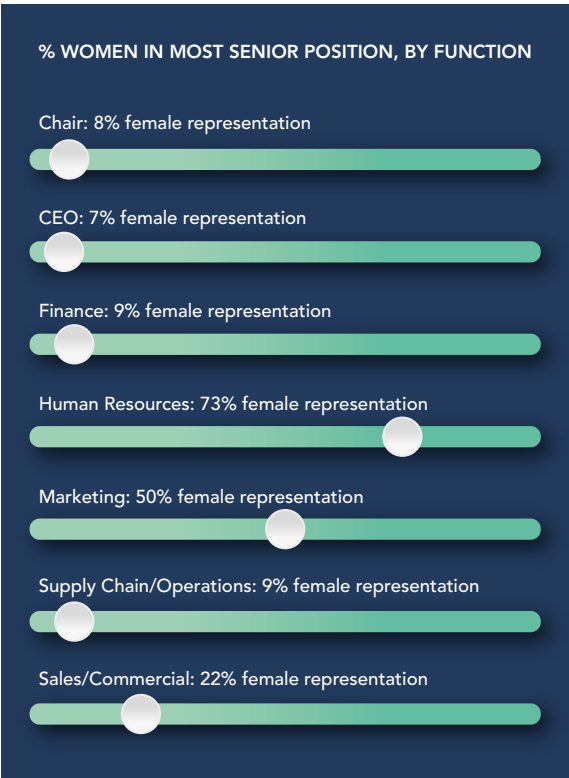 % WOMEN IN MOST SENIOR POSITION, BY FUNCTION
Chair: 8% female representation
CEO: 7% female representation
Finance: 9% female representation
Human Resources: 73% female representation
Marketing: 50% female representation
Supply Chain/Operations: 9% female representation
Sales/Commercial: 22% female representation